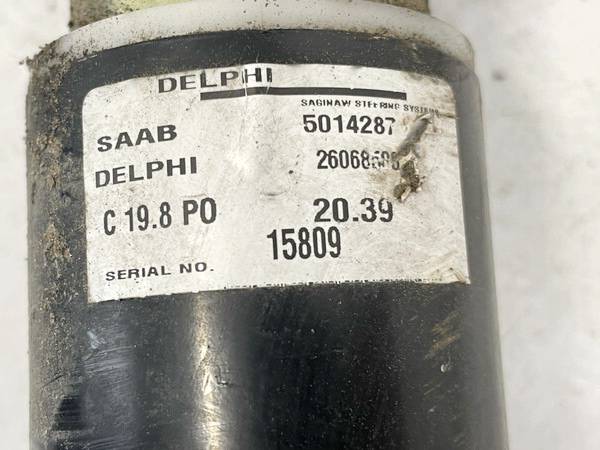 DELPHI
SAGINAW STEERING SYSTEMS
SAAB 5014287
DELPHI
C 19.8 PO 20.39
SERIAL NO. 15809